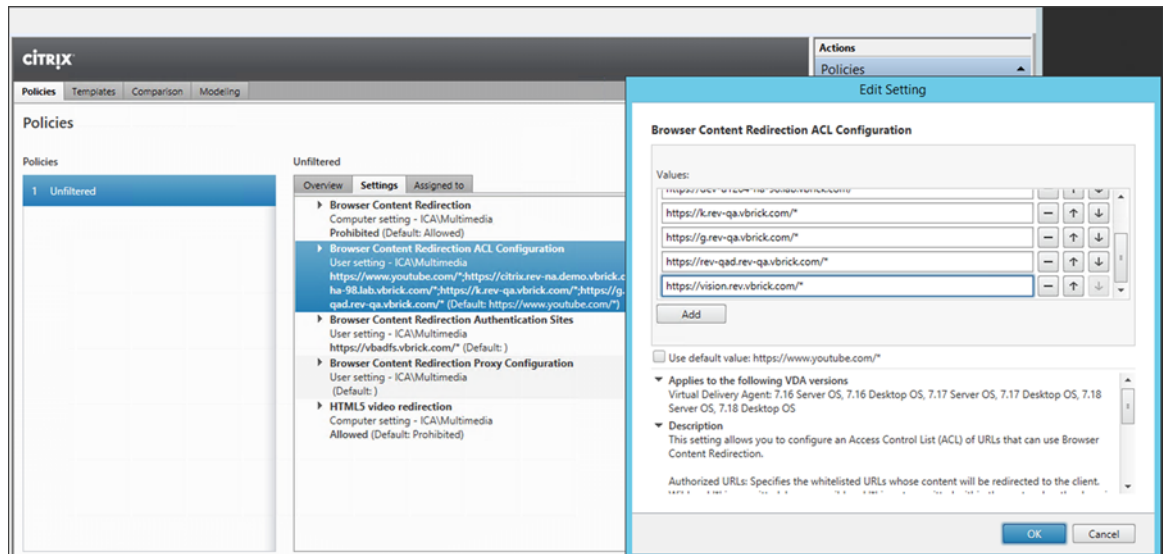 CİTRIX
Actions
Policies
Policies Templates Comparison Modeling
Policies
Policies
1 Unfiltered
Unfiltered
Overview Settings Assigned to
Browser Content Redirection
Computer setting - ICA\Multimedia
Prohibited (Default: Allowed)
Browser Content Redirection ACL Configuration
User setting - ICA\Multimedia
https://www.youtube.com/*;https://citrix.rev-na.demo.vbrick.c
ha-98.lab.vbrick.com/*;https://k.rev-qa.vbrick.com/*;https://g.
qad.rev-qa.vbrick.com/* (Default: https://www.youtube.com/*)
Browser Content Redirection Authentication Sites
User setting - ICA\Multimedia
https://vbadfs.vbrick.com/* (Default: )
Browser Content Redirection Proxy Configuration
User setting - ICA\Multimedia
(Default: )
HTML5 video redirection
Computer setting - ICA\Multimedia
Allowed (Default: Prohibited)
Edit Setting
Browser Content Redirection ACL Configuration
Values:
https://k.rev-qa.vbrick.com/*
https://g.rev-qa.vbrick.com/*
https://rev-qad.rev-qa.vbrick.com/*
https://vision.rev.vbrick.com/*
Add
Use default value: https://www.youtube.com/*
Applies to the following VDA versions
Virtual Delivery Agent: 7.16 Server OS, 7.16 Desktop OS, 7.17 Server OS, 7.17 Desktop OS, 7.18
Server OS, 7.18 Desktop OS
Description
This setting allows you to configure an Access Control List (ACL) of URLs that can use Browser
Content Redirection.
Authorized URLs: Specifies the whitelisted URLs whose content will be redirected to the client.
OK Cancel